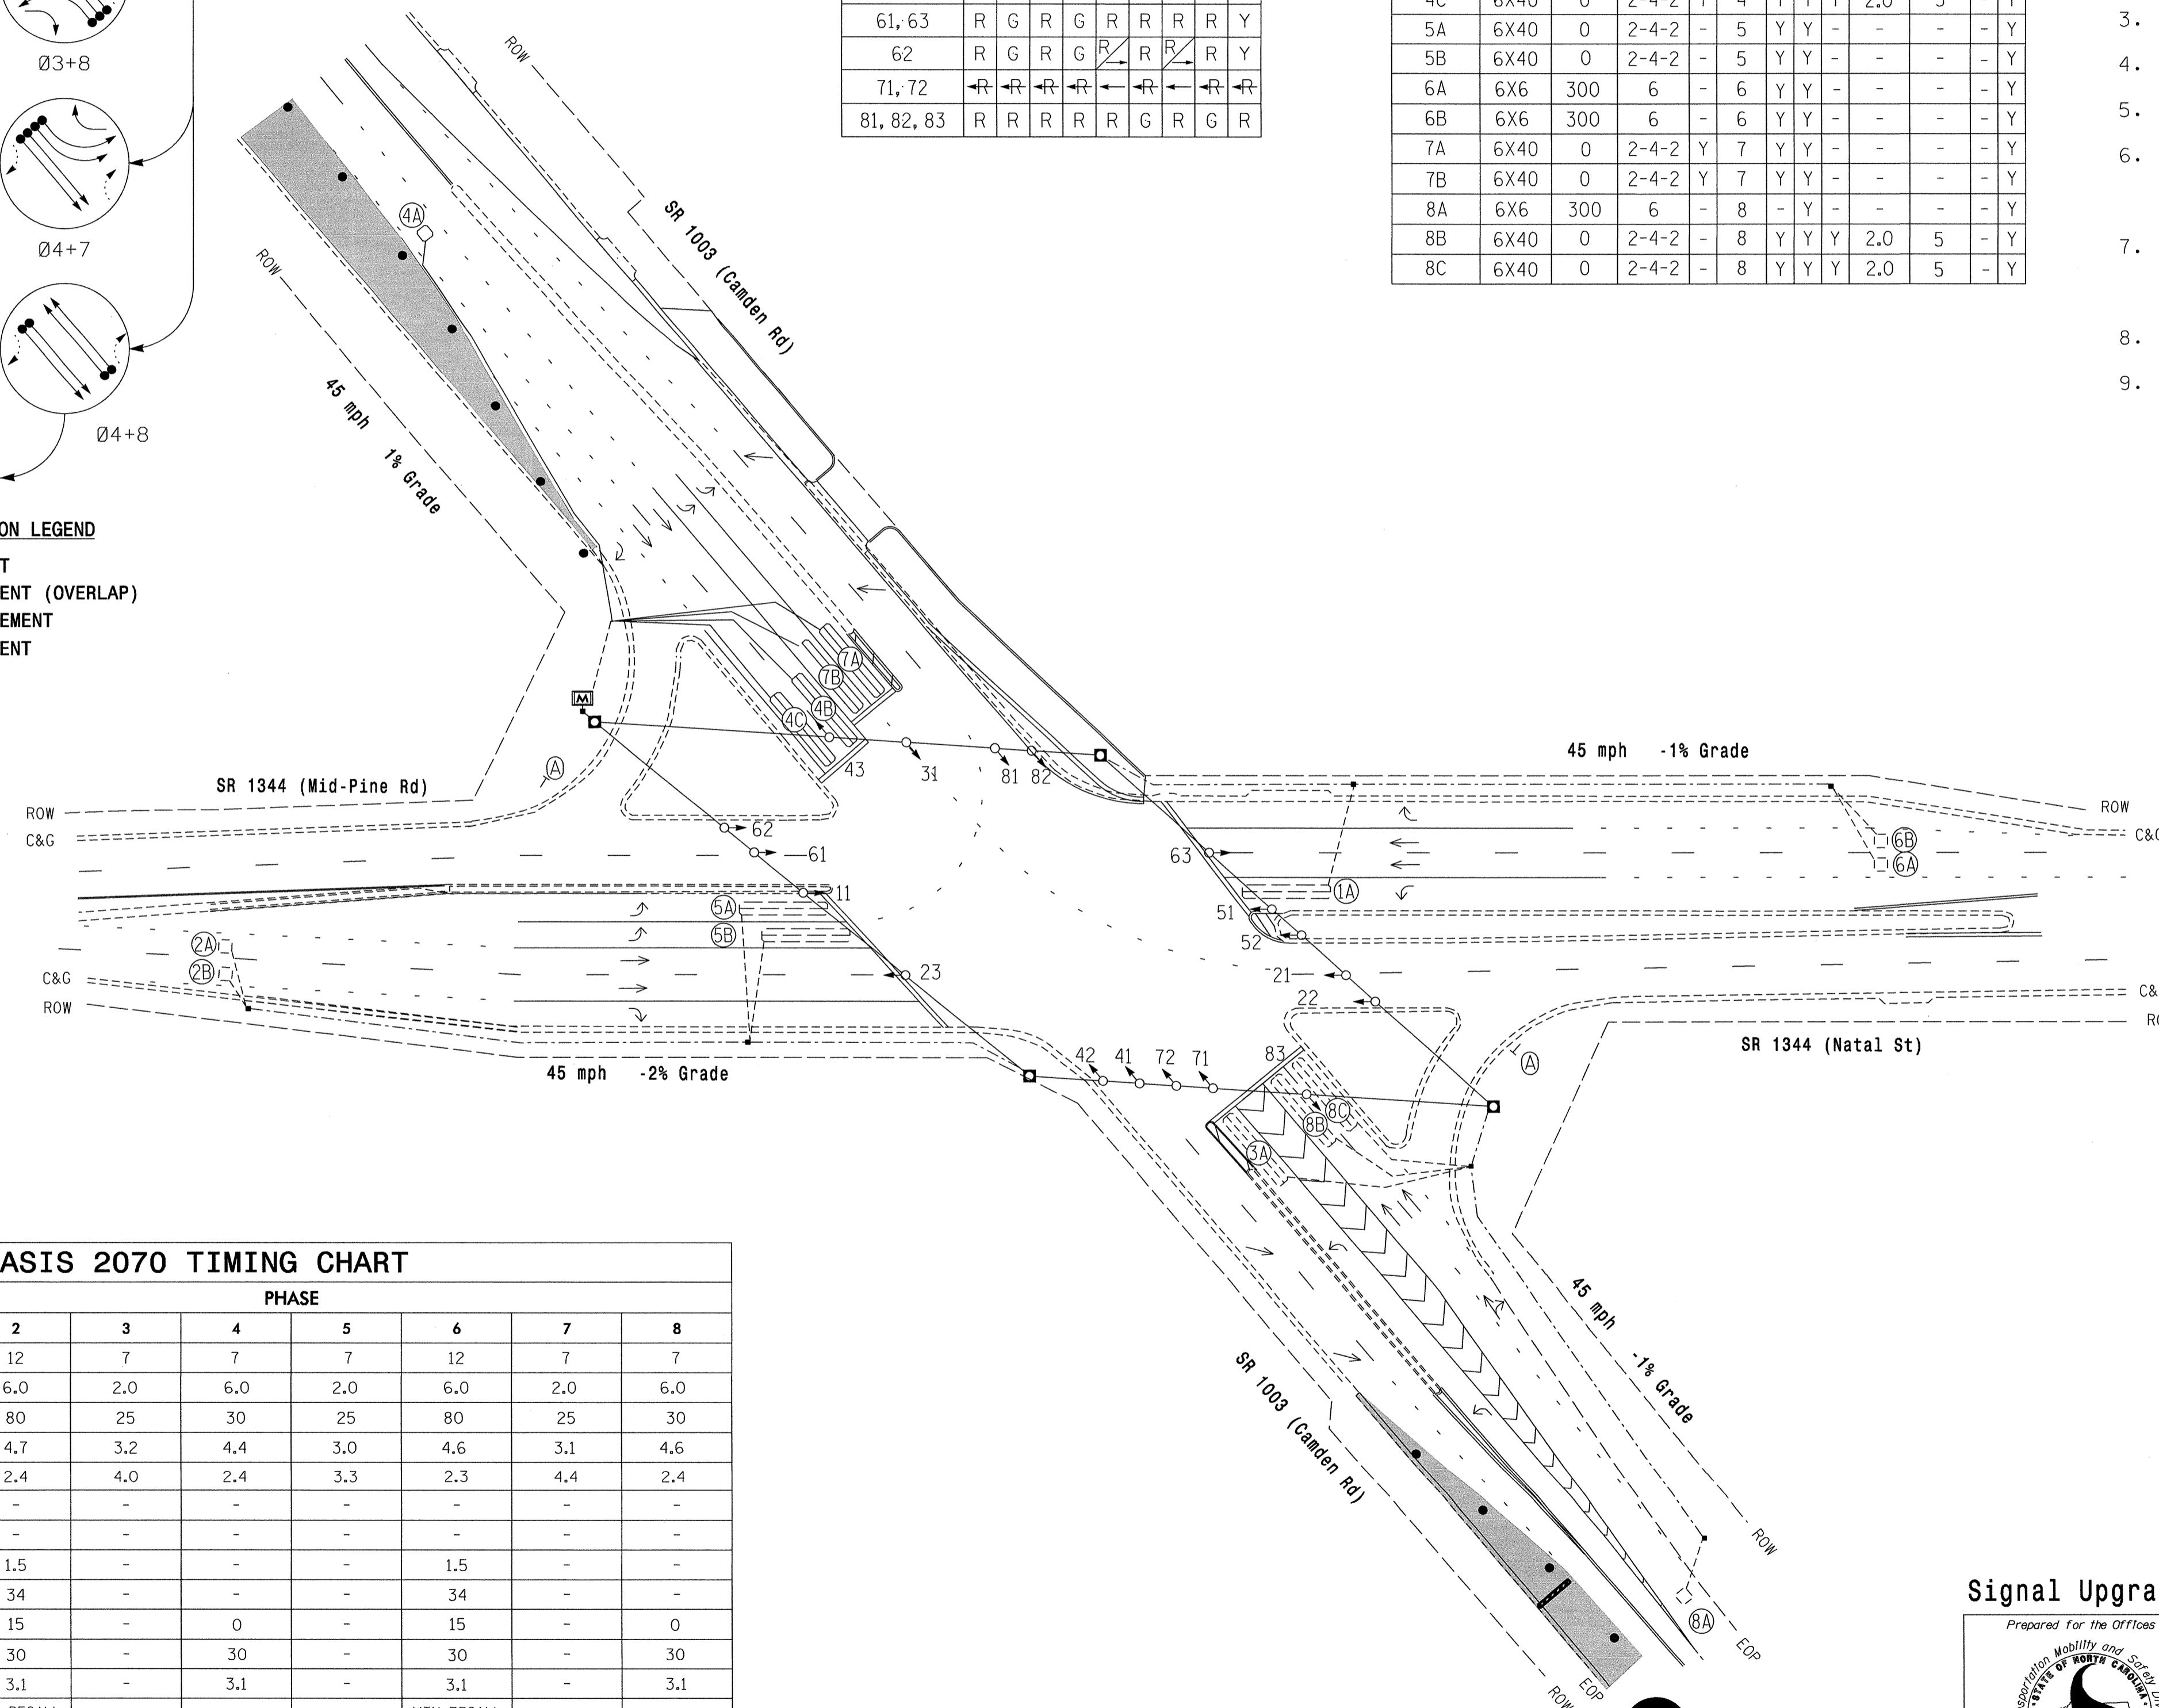 Ø3+8
Ø4+7
Ø4+8
ON LEGEND
T
ENT (OVERLAP)
EMENT
ENT
61, 63 R G R G R R R R Y
62 R G R G R R R R Y
71, 72 R R R R R R R
81, 82, 83 R R R R R G R G R
4C 6X40 0 2-4-2 Y 4 Y Y Y 2.0 5 - Y
5A 6X40 0 2-4-2 - 5 Y Y - - - - Y
5B 6X40 0 2-4-2 - 5 Y Y - - - - Y
6A 6X6 300 6 - 6 Y Y - - - - Y
6B 6X6 300 6 - 6 Y Y - - - - Y
7A 6X40 0 2-4-2 Y 7 Y Y - - - - Y
7B 6X40 0 2-4-2 Y 7 Y Y - - - - Y
8A 6X6 300 6 - 8 - Y - - - - Y
8B 6X40 0 2-4-2 - 8 Y Y Y 2.0 5 - Y
8C 6X40 0 2-4-2 - 8 Y Y Y 2.0 5 - Y
3.
4.
5.
6.
7.
8.
9.
ROW
SR 1003 (Camden Rd)
4A
ROW
45 mph 1% Grade
7A
7B
4B
4C
43
31
81 82
A
SR 1344 (Mid-Pine Rd)
ROW
C&G
62
61
11
5A
5B
2A
2B
C&G
ROW
23
45 mph -2% Grade
45 mph -1% Grade
ROW
6B
6A
63
1A
51
52
21
22
SR 1344 (Natal St)
A
42 41 72 71 83
8C
8B
3A
45 mph -1% Grade
SR 1003 (Camden Rd)
ROW
8A
EOP
EOP
ROW
ASIS 2070 TIMING CHART
PHASE
2 3 4 5 6 7 8
12 7 7 7 12 7 7
6.0 2.0 6.0 2.0 6.0 2.0 6.0
80 25 30 25 80 25 30
4.7 3.2 4.4 3.0 4.6 3.1 4.6
2.4 4.0 2.4 3.3 2.3 4.4 2.4
- - - - - - -
- - - - - - -
1.5 - - - 1.5 - -
34 - - - 34 - -
15 - 0 - 15 - 0
30 - 30 - 30 - 30
3.1 - 3.1 - 3.1 - 3.1
Signal Upgra
Prepared for the Offices
sportation Mobility and Safety Di
STATE OF NORTH CAROLINA